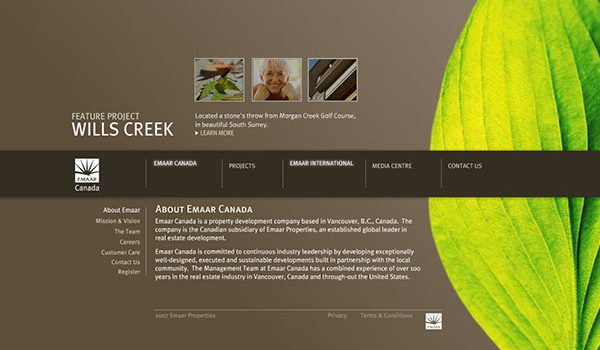 FEATURE PROJECT
WILLS CREEK
Located a stone's throw from Morgan Creek Golf Course,
in beautiful South Surrey.
LEARN MORE
EMAAR
Canada
EMAAR CANADA
PROJECTS
EMAAR INTERNATIONAL
MEDIA CENTRE
CONTACT US
About Emaar
Mission & Vision
The Team
Careers
Customer Care
Contact Us
Register
ABOUT EMAAR CANADA
Emaar Canada is a property development company based in Vancouver, B.C., Canada. The
company is the Canadian subsidiary of Emaar Properties, an established global leader in
real estate development.
Emaar Canada is committed to continuous industry leadership by developing exceptionally
well-designed, executed and sustainable developments built in partnership with the local
community. The Management Team at Emaar Canada has a combined experience of over 100
years in the real estate industry in Vancouver, Canada and through-out the United States.
2007 Emaar Properties
Privacy
Terms & Conditions
EMAAR